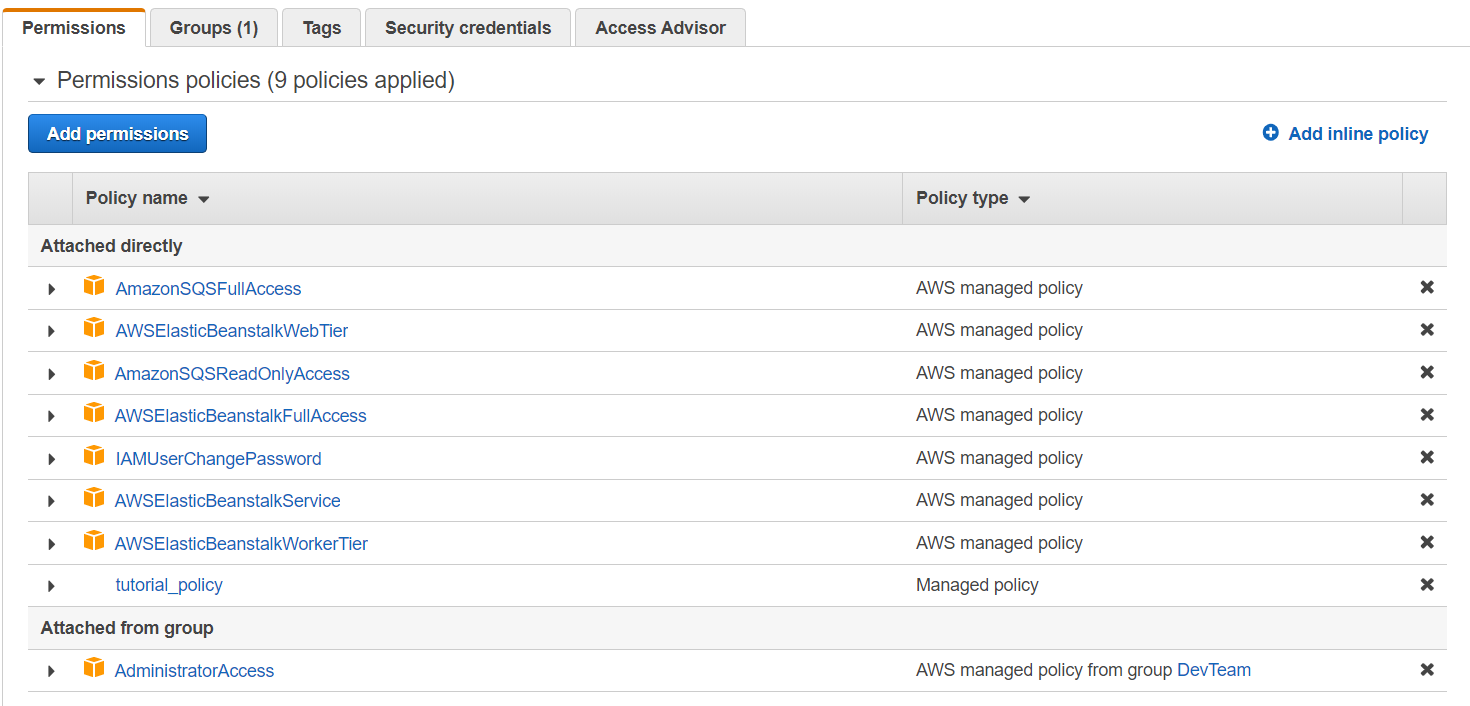 Permissions Groups (1) Tags Security credentials Access Advisor
Permissions policies (9 policies applied)
Add permissions Add inline policy
Policy name Policy type
Attached directly
AmazonSQSFullAccess AWS managed policy
AWSElasticBeanstalkWebTier AWS managed policy
AmazonSQSReadOnlyAccess AWS managed policy
AWSElasticBeanstalkFullAccess AWS managed policy
IAMUserChangePassword AWS managed policy
AWSElasticBeanstalkService AWS managed policy
AWSElasticBeanstalkWorkerTier AWS managed policy
tutorial_policy Managed policy
Attached from group
AdministratorAccess AWS managed policy from group DevTeam